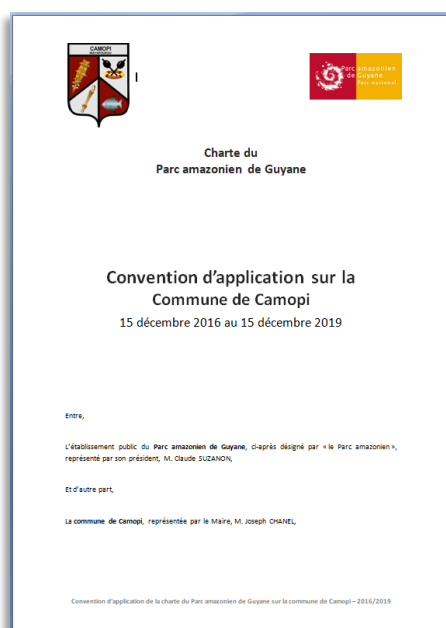 CAMOPI
Parc amazonien
de Guyane
Parc national
Charte du
Parc amazonien de Guyane
Convention d'application sur la
Commune de Camopi
15 décembre 2016 au 15 décembre 2019
Entre,
L'établissement public du Parc amazonien de Guyane, ci-après désigné par « le Parc amazonien »,
représenté par son président, M. Claude SUZANON,
Et d'autre part,
La commune de Camopi, représentée par le Maire, M. Joseph CHANEL,
Convention d'application de la charte du Parc amazonien de Guyane sur la commune de Camopi – 2016/2019